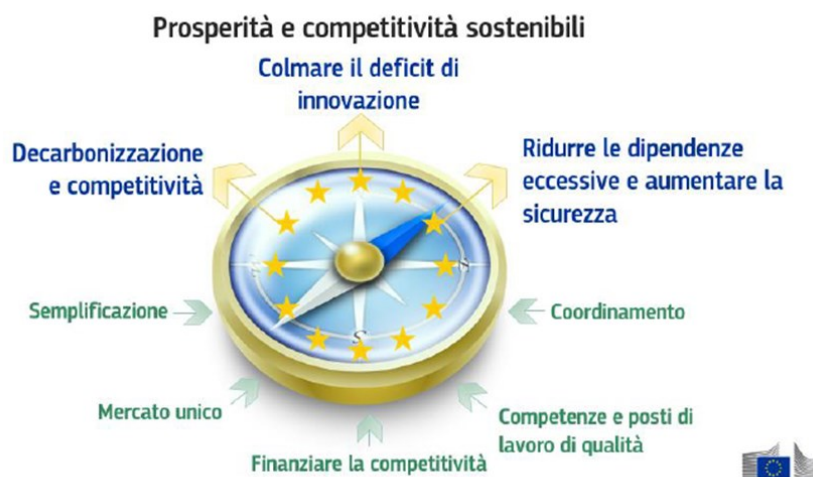 Prosperità e competitività sostenibili
Colmare il deficit di
innovazione
Decarbonizzazione
e competitività
Ridurre le dipendenze
eccessive e aumentare la
sicurezza
Semplificazione
Coordinamento
Mercato unico
Competenze e posti di
lavoro di qualità
Finanziare la competitività